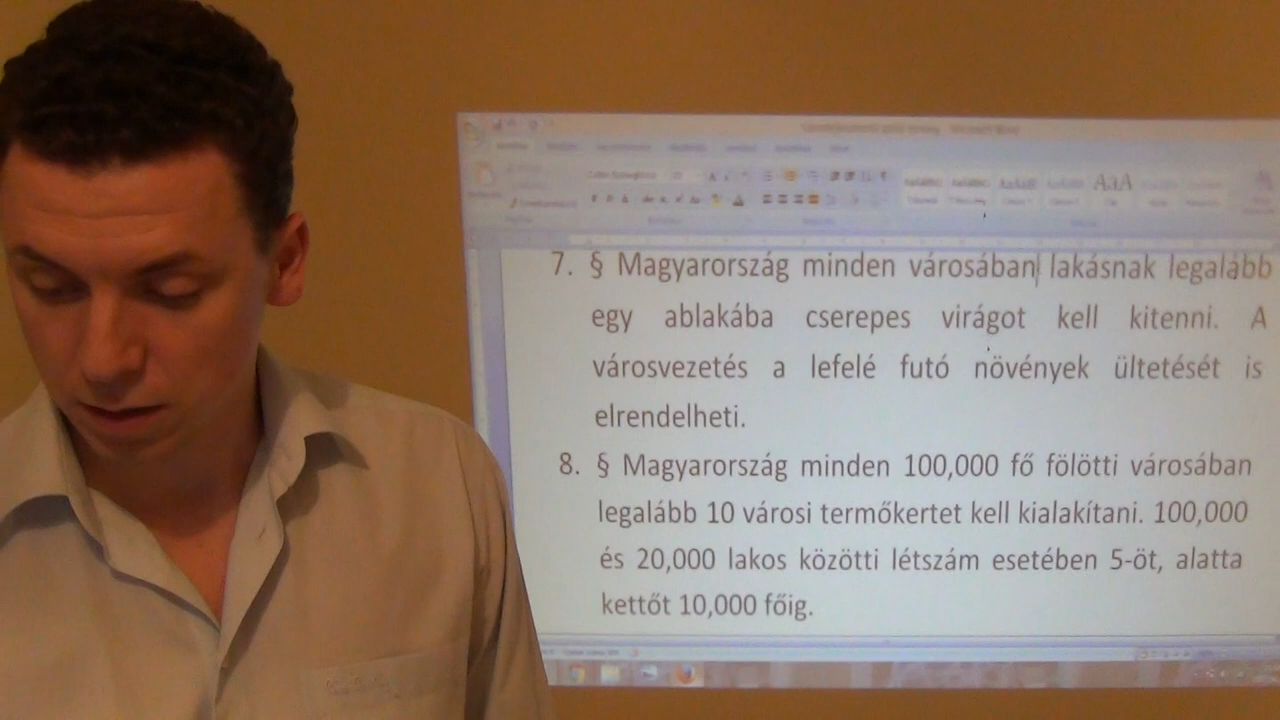 7. § Magyarország minden városában lakásnak legalább
egy ablakába cserepes virágot kell kitenni. A
városvezetés a lefelé futó növények ültetését is
elrendelheti.
8. § Magyarország minden 100,000 fő fölötti városában
legalább 10 városi termőkertet kell kialakítani. 100,000
és 20,000 lakos közötti létszám esetében 5-öt, alatta
kettőt 10,000 főig.